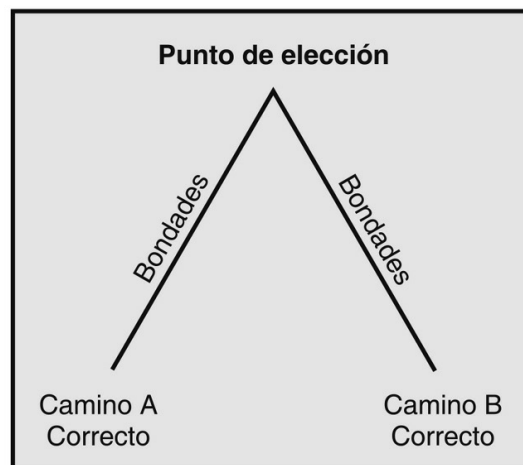 Punto de elección
Bondades
Bondades
Camino A
Correcto
Camino B
Correcto